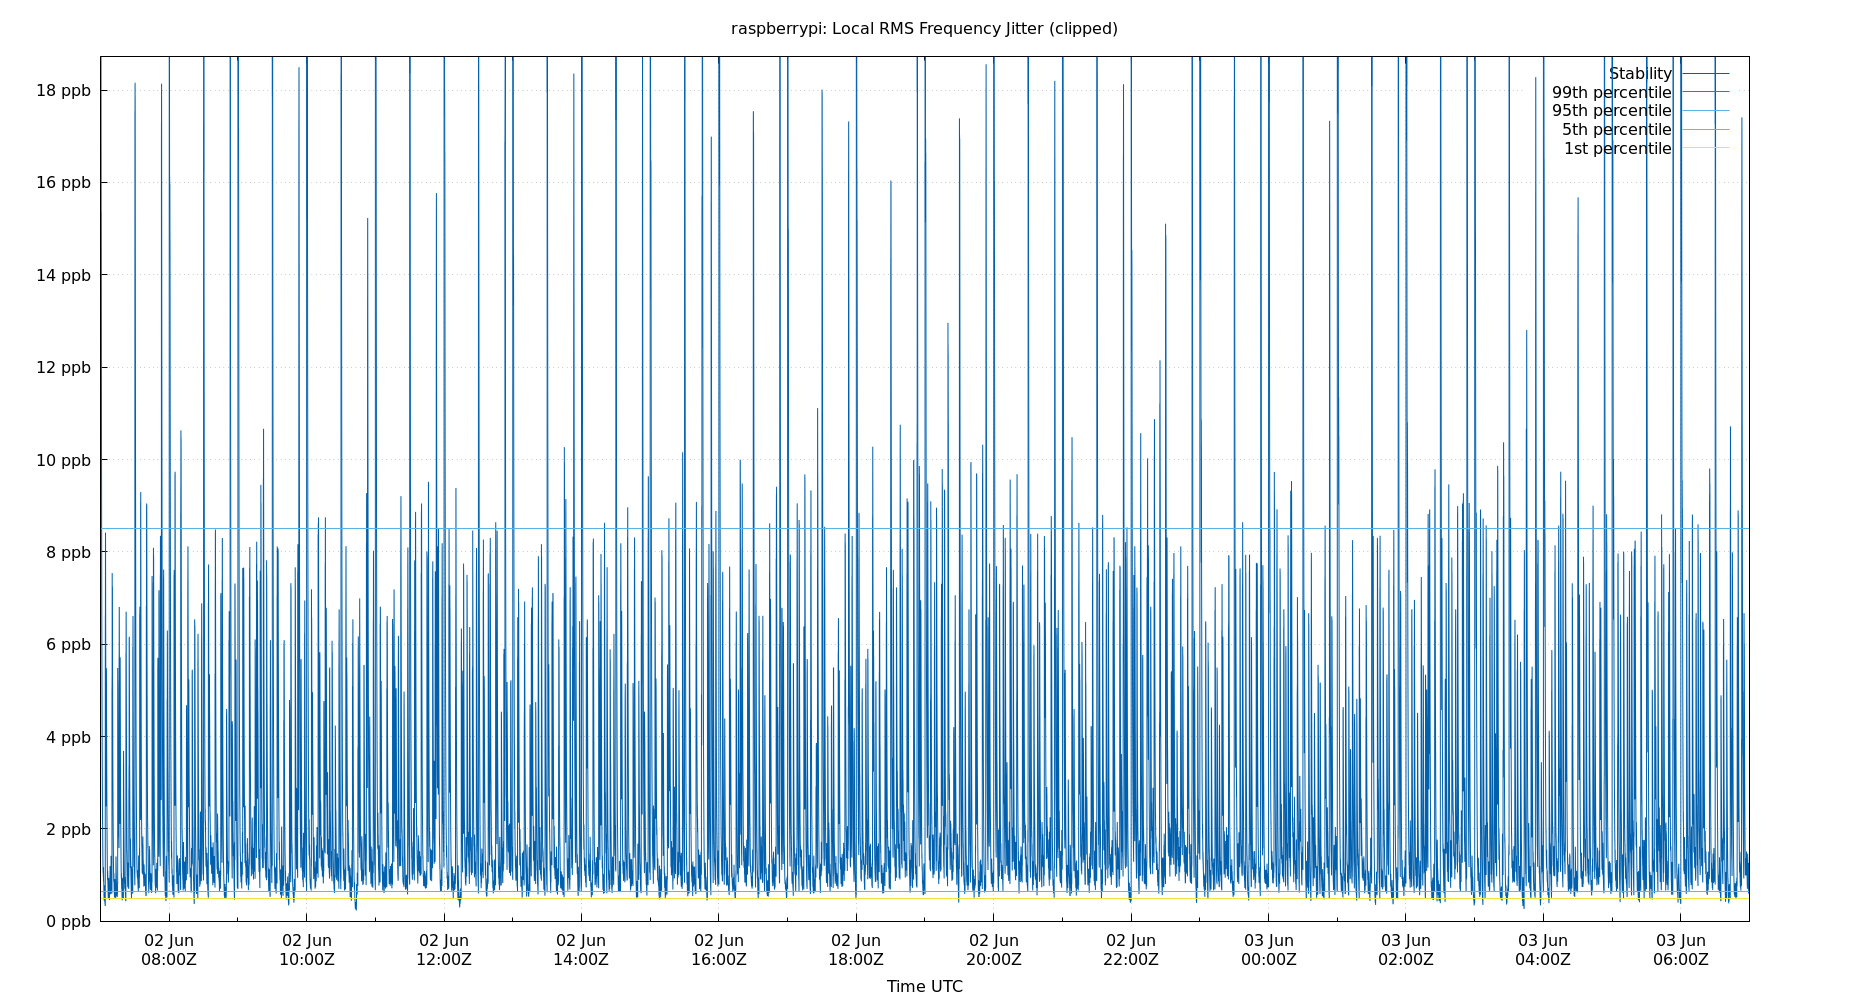 raspberrypi: Local RMS Frequency Jitter (clipped)
18 ppb
16 ppb
14 ppb
12 ppb
10 ppb
8 ppb
6 ppb
4 ppb
2 ppb
0 ppb
Stability
99th percentile
95th percentile
5th percentile
1st percentile
02 Jun 02 Jun 02 Jun 02 Jun 02 Jun 02 Jun 02 Jun 02 Jun 03 Jun 03 Jun 03 Jun 03 Jun
08:00Z 10:00Z 12:00Z 14:00Z 16:00Z 18:00Z 20:00Z 22:00Z 00:00Z 02:00Z 04:00Z 06:00Z
Time UTC